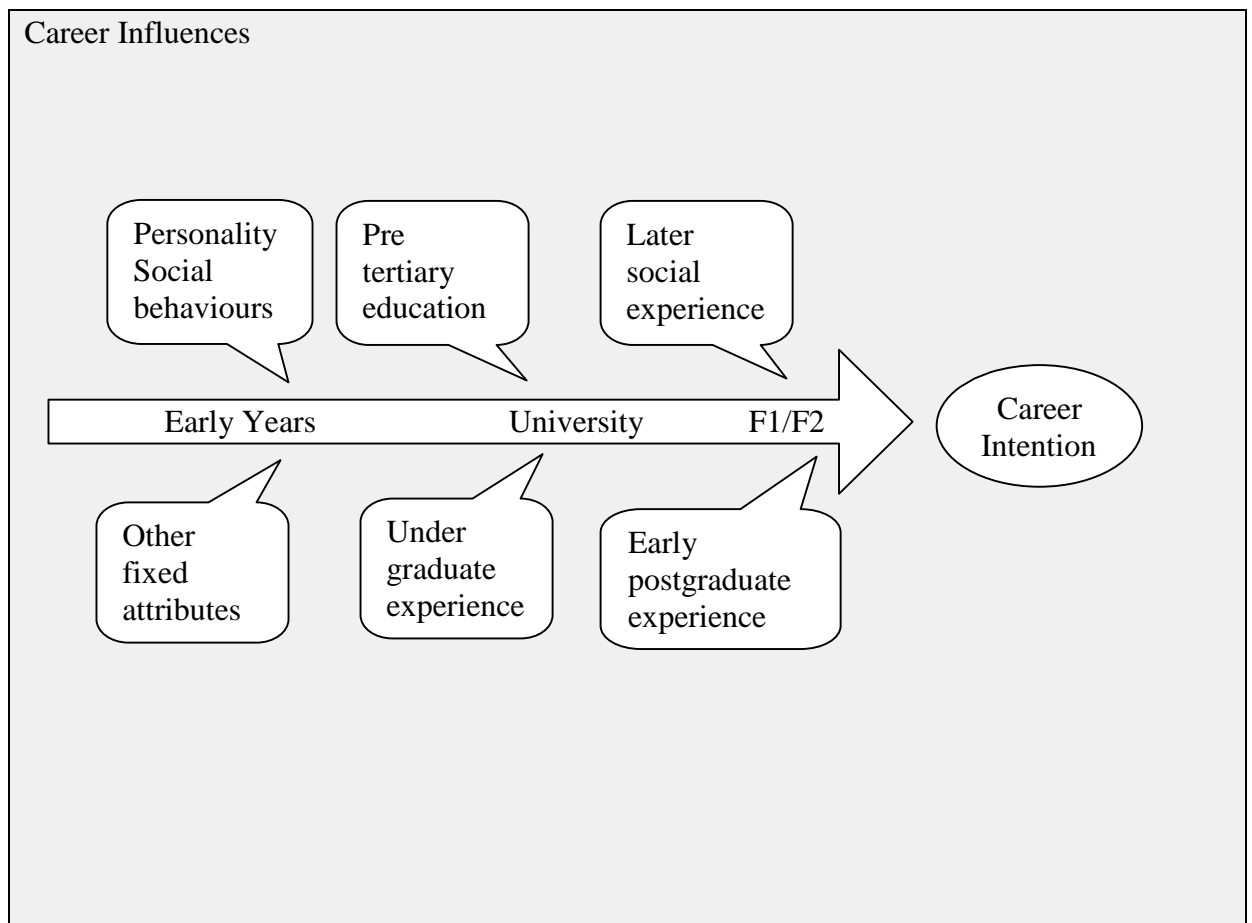 Career Influences
Personality
Social
behaviours
Pre
tertiary
education
Later
social
experience
Early Years
University
F1/F2
Career
Intention
Other
fixed
attributes
Under
graduate
experience
Early
postgraduate
experience